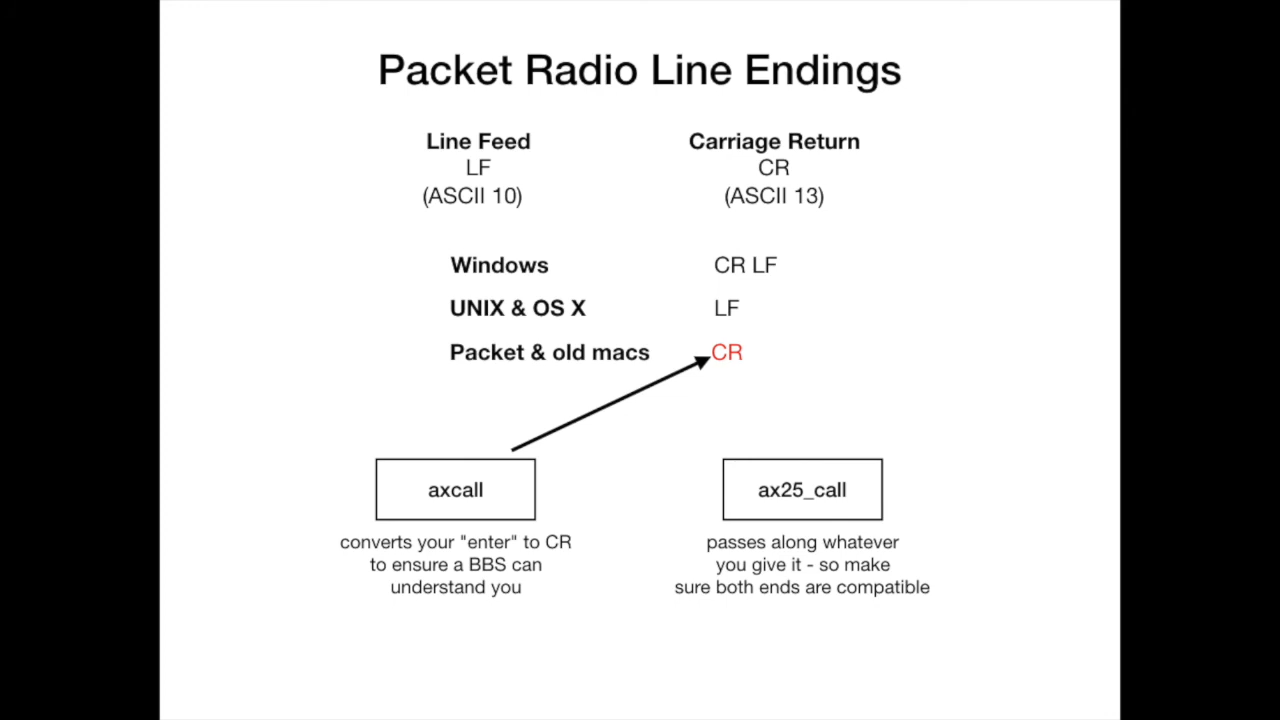 Packet Radio Line Endings
Line Feed
LF
(ASCII 10)
Carriage Return
CR
(ASCII 13)
Windows CR LF
UNIX & OS X LF
Packet & old macs CR
axcall
converts your "enter" to CR
to ensure a BBS can
understand you
ax25_call
passes along whatever
you give it - so make
sure both ends are compatible